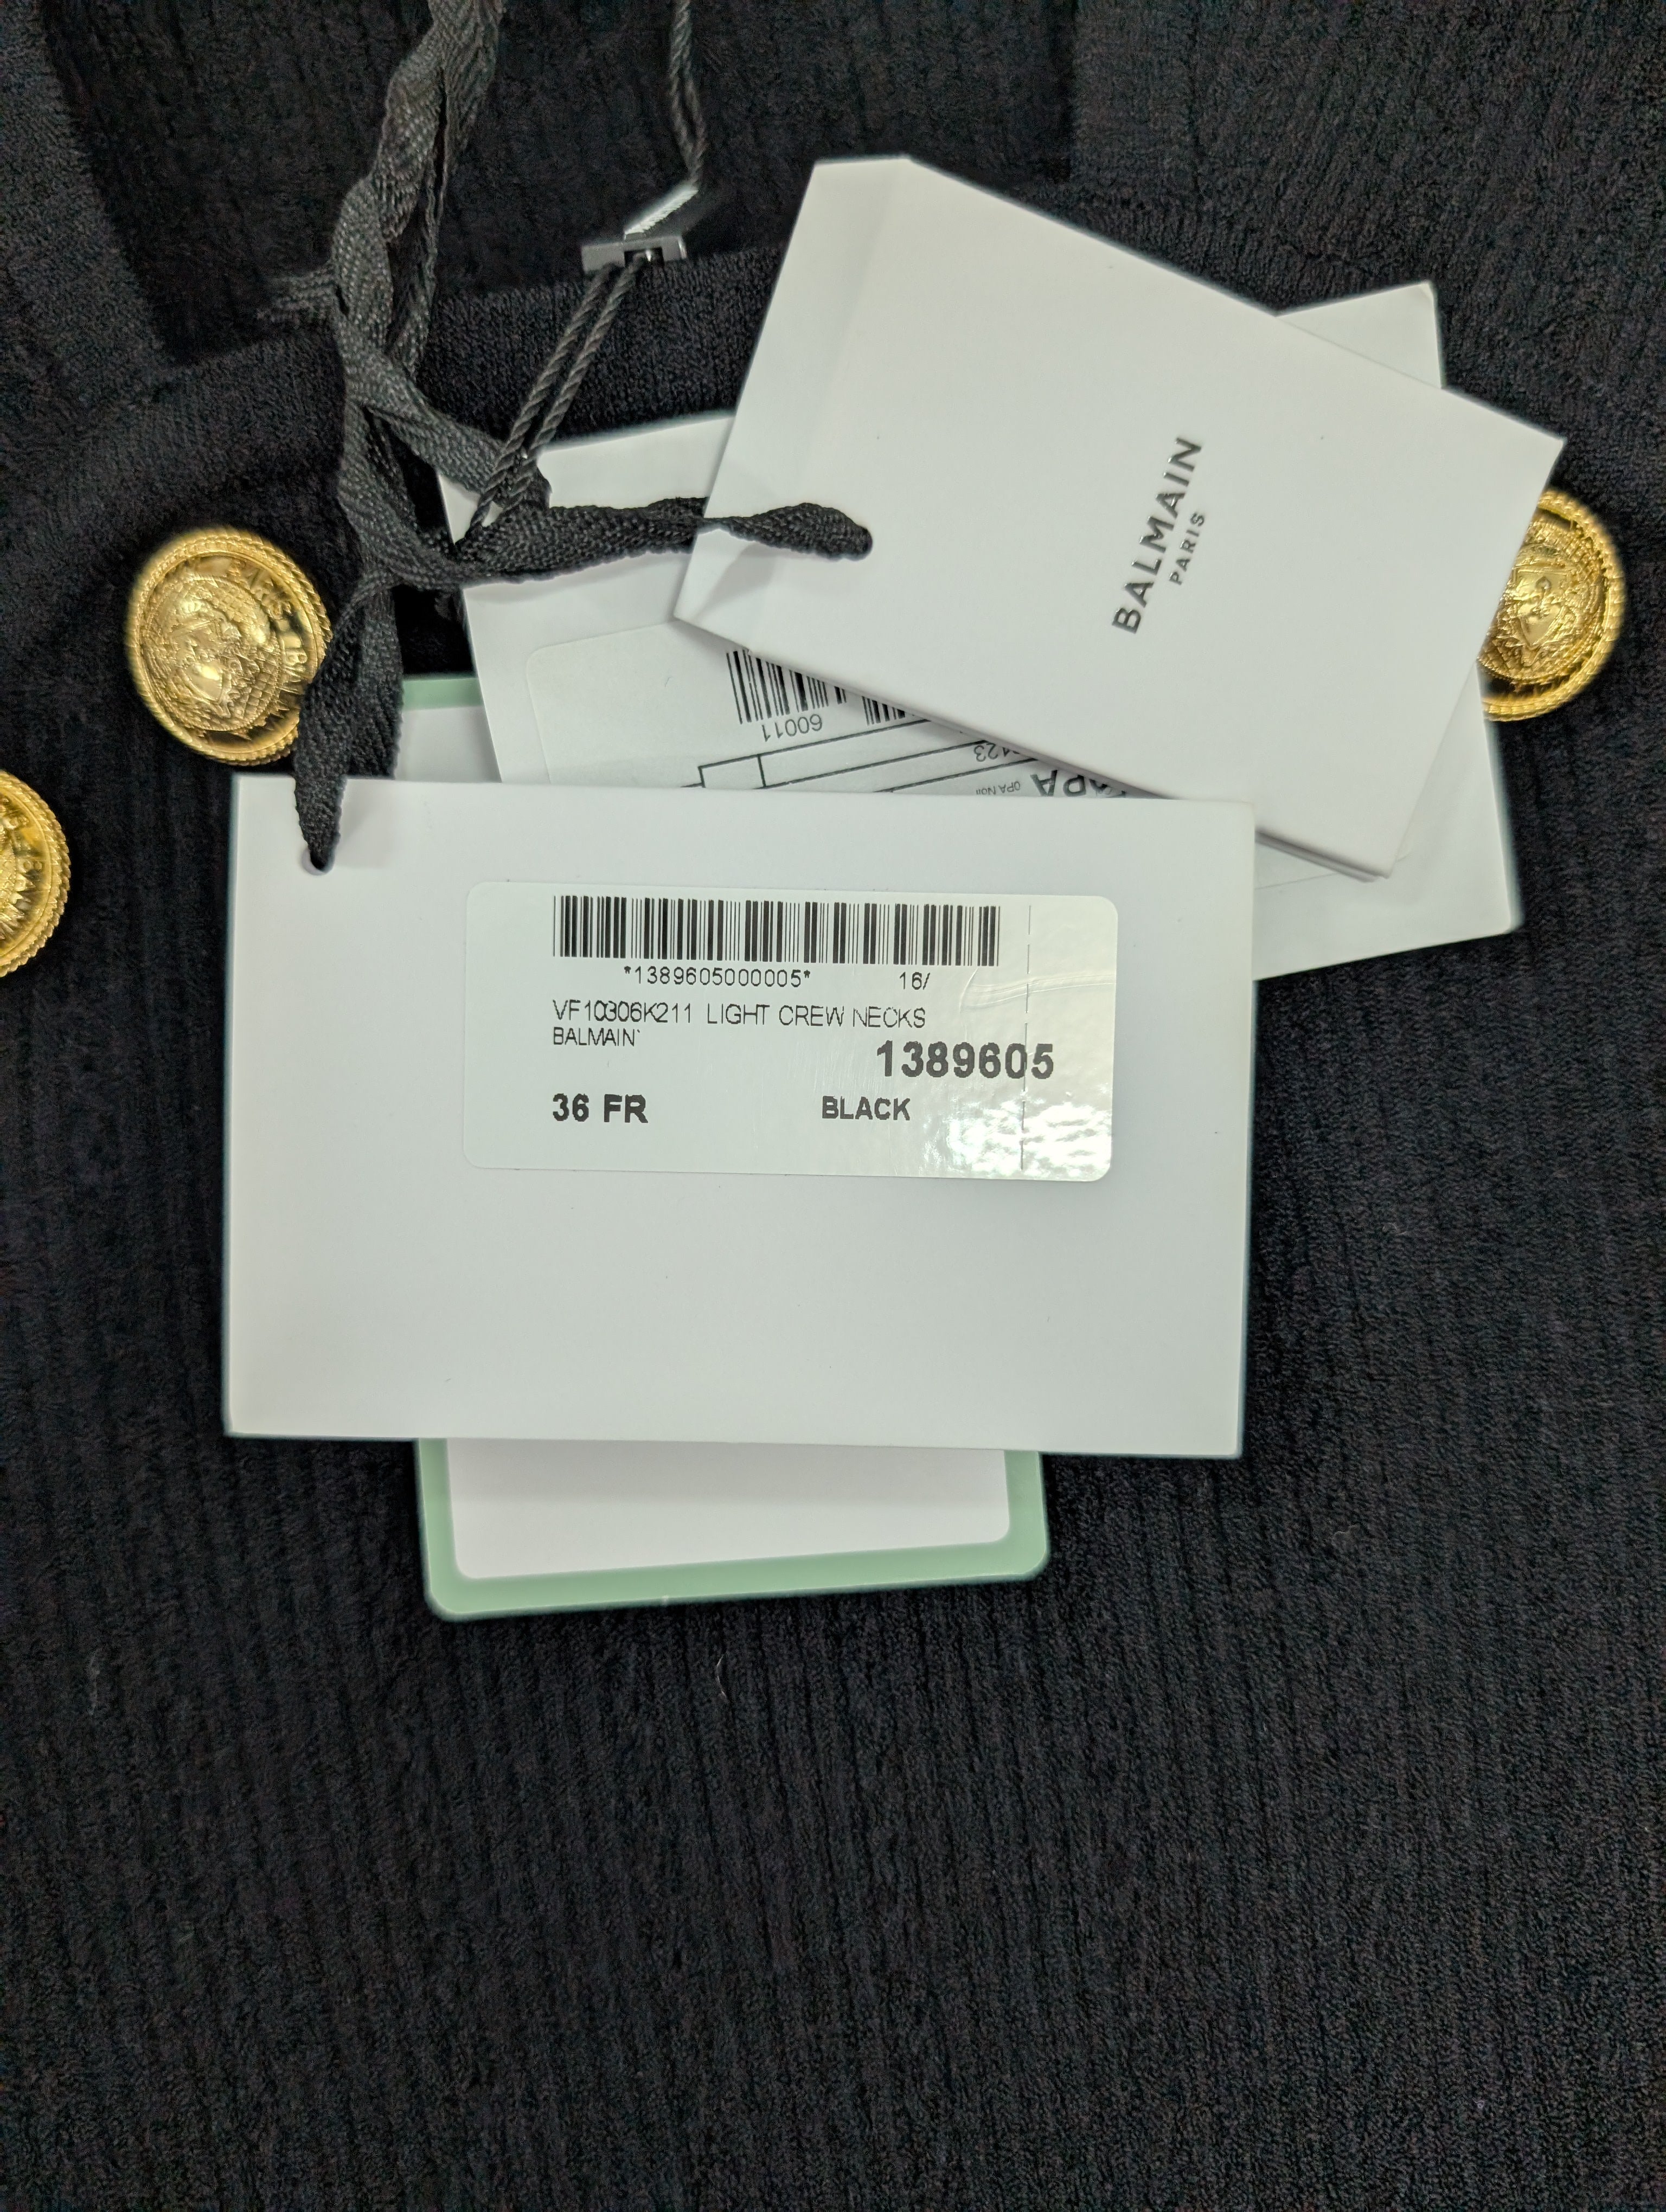 BALMAIN
PARIS
60011
*1389605000005* 16/
VF10306K211 LIGHT CREW NECKS
BALMAIN`
1389605
36 FR BLACK